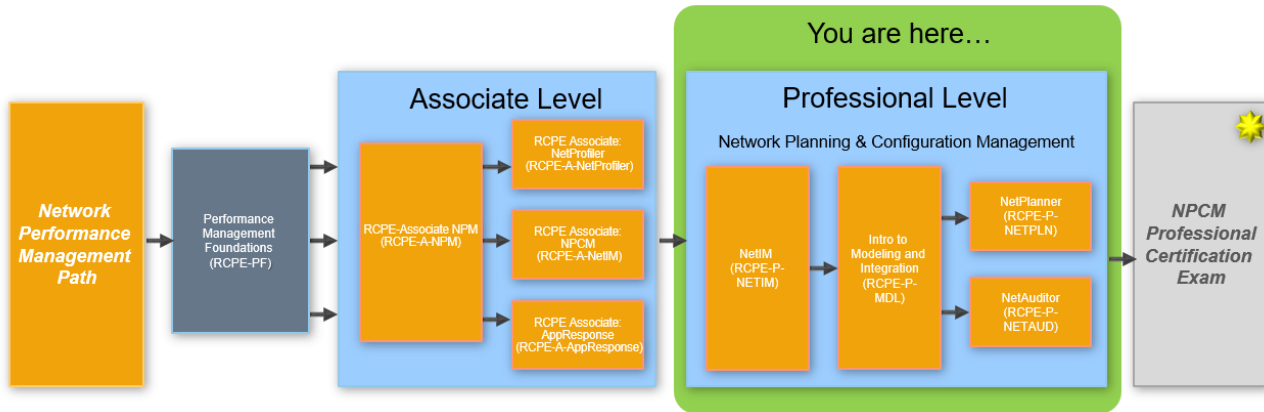 You are here…
Associate Level
Professional Level
Network Planning & Configuration Management
Network
Performance
Management
Path
Performance
Management
Foundations
(RCPE-PF)
RCPE-Associate NPM
(RCPE-A-NPM)
RCPE Associate:
NetProfiler
(RCPE-A-NetProfiler)
RCPE Associate:
NPCM
(RCPE-A-NetIM)
RCPE Associate:
AppResponse
(RCPE-A-AppResponse)
NetIM
(RCPE-P-
NETIM)
Intro to
Modeling and
Integration
(RCPE-P-
MDL)
NetPlanner
(RCPE-P-
NETPLN)
NetAuditor
(RCPE-P-
NETAUD)
NPCM
Professional
Certification
Exam